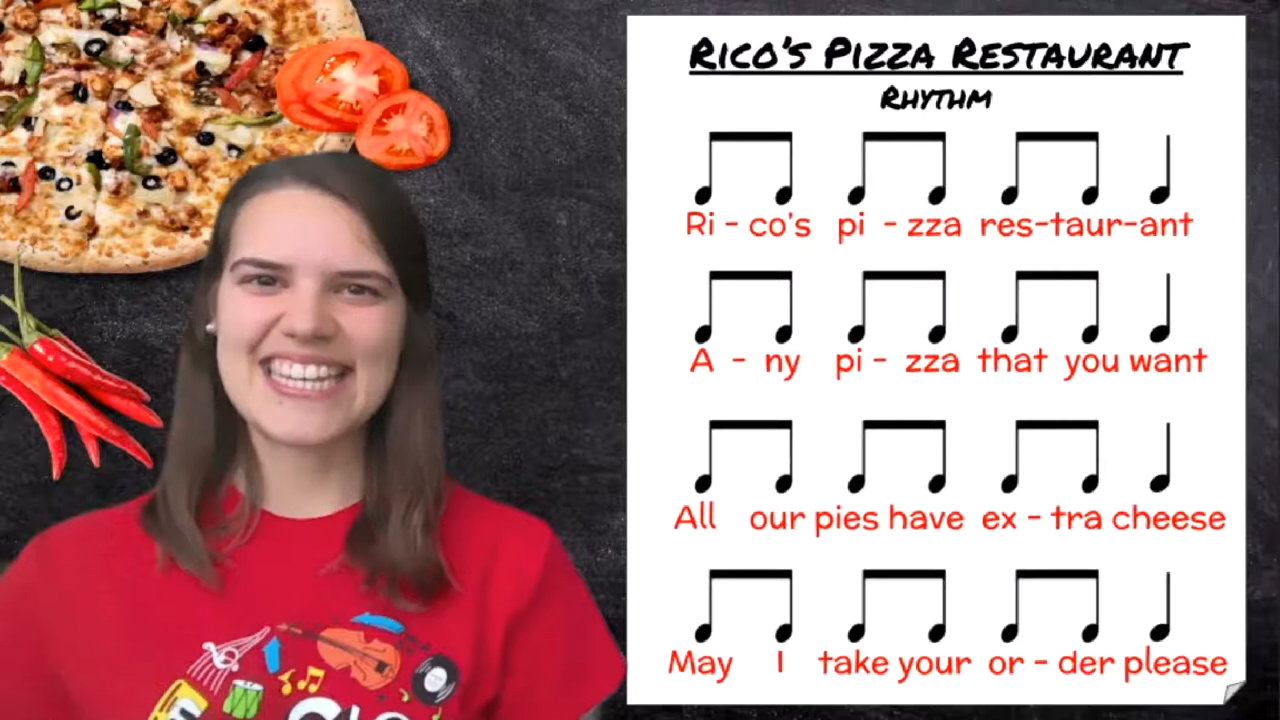 Rico's Pizza Restaurant
Rhythm
Ri - co's pi - zza res-taur-ant
A - ny pi - zza that you want
All our pies have ex - tra cheese
May I take your or - der please